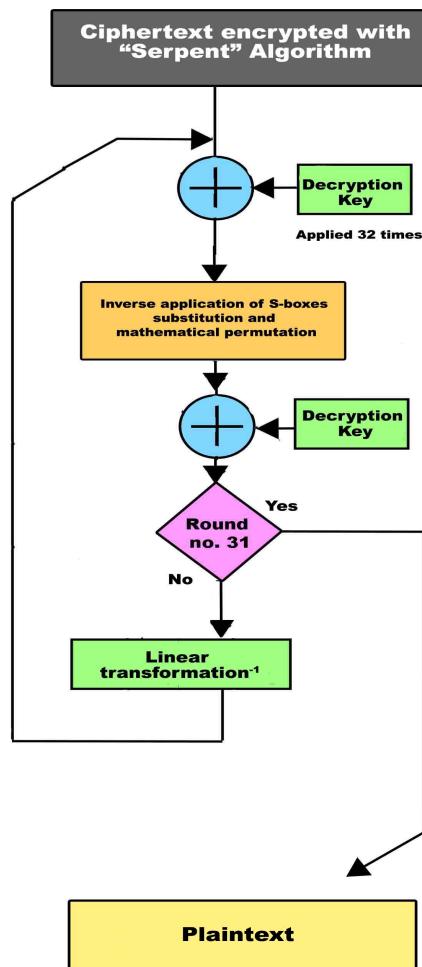 Ciphertext encrypted with
“Serpent” Algorithm
Decryption
Key
Applied 32 times
Inverse application of S-boxes
substitution and
mathematical permutation
Decryption
Key
Yes
Round
no. 31
No
Linear
transformation⁻¹
Plaintext